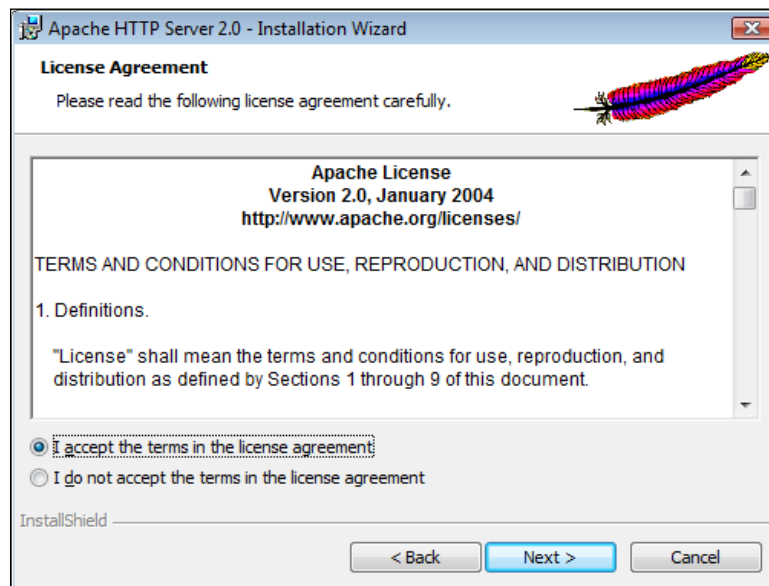 Apache HTTP Server 2.0 - Installation Wizard
License Agreement
Please read the following license agreement carefully.
Apache License
Version 2.0, January 2004
http://www.apache.org/licenses/
TERMS AND CONDITIONS FOR USE, REPRODUCTION, AND DISTRIBUTION
1. Definitions.
"License" shall mean the terms and conditions for use, reproduction, and
distribution as defined by Sections 1 through 9 of this document.
I accept the terms in the license agreement
I do not accept the terms in the license agreement
InstallShield
< Back Next > Cancel